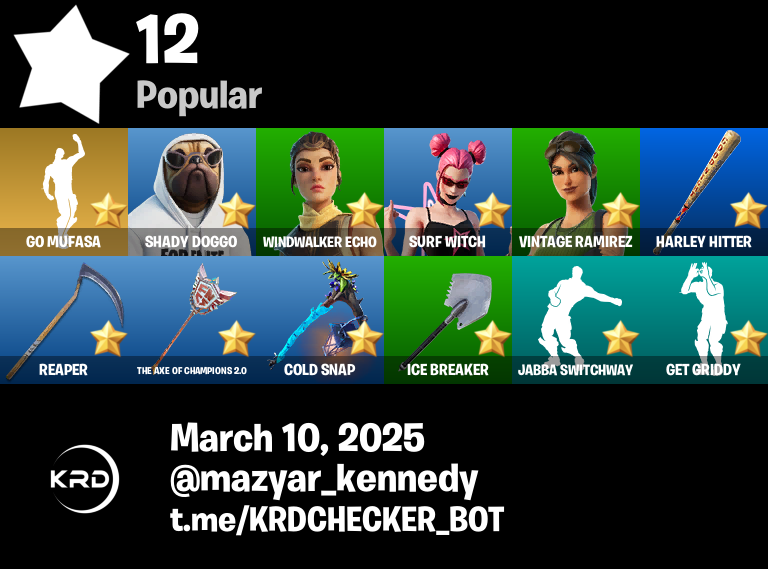 12
Popular
GO MUFASA
SHADY DOGGO
WINDWALKER ECHO
SURF WITCH
VINTAGE RAMIREZ
HARLEY HITTER
REAPER
THE AXE OF CHAMPIONS 2.0
COLD SNAP
ICE BREAKER
JABBA SWITCHWAY
GET GRIDDY
March 10, 2025
KRD
@mazyar_kennedy
t.me/KRDCHECKER_BOT